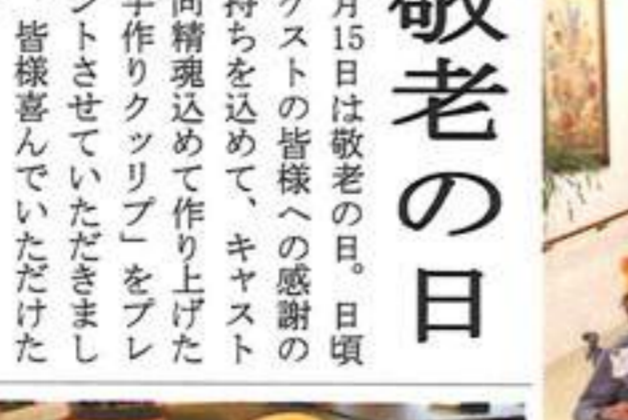 敬老の日
月15日は敬老の日。日頃
ゲストの皆様への感謝の
持ちを込めて、キャスト
同精魂込めて作り上げた
手作りクッリプ」をプレ
ントさせていただきまし
皆様喜んでいただけた